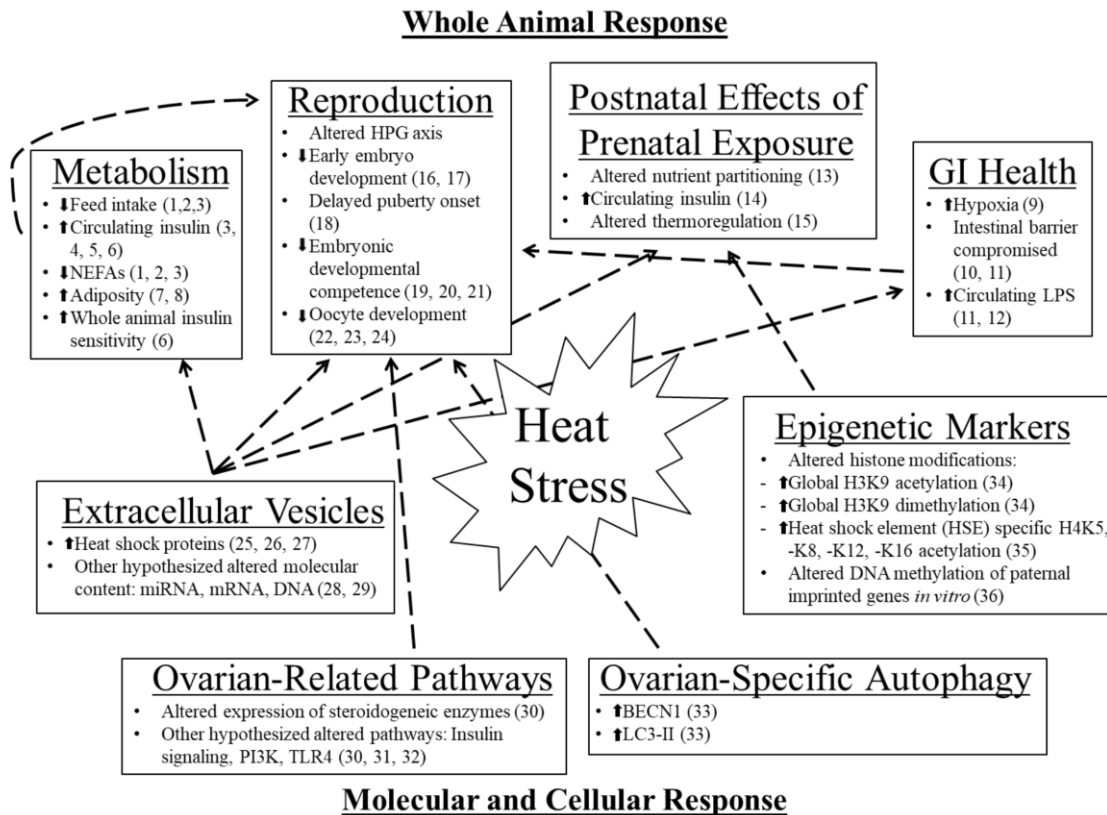 Whole Animal Response
Metabolism
• ⬇Feed intake (1,2,3)
• ⬆Circulating insulin (3,
4, 5, 6)
• ⬇NEFAs (1, 2, 3)
• ⬆Adiposity (7, 8)
• ⬆Whole animal insulin
sensitivity (6)
Reproduction
• Altered HPG axis
• ⬇Early embryo
development (16, 17)
• Delayed puberty onset
(18)
• ⬇Embryonic
developmental
competence (19, 20, 21)
• ⬇Oocyte development
(22, 23, 24)
Postnatal Effects of
Prenatal Exposure
• Altered nutrient partitioning (13)
• ⬆Circulating insulin (14)
• Altered thermoregulation (15)
GI Health
• ⬆Hypoxia (9)
• Intestinal barrier
compromised
(10, 11)
• ⬆Circulating LPS
(11, 12)
Heat
Stress
Extracellular Vesicles
• ⬆Heat shock proteins (25, 26, 27)
• Other hypothesized altered molecular
content: miRNA, mRNA, DNA (28, 29)
Epigenetic Markers
• Altered histone modifications:
- ⬆Global H3K9 acetylation (34)
- ⬆Global H3K9 dimethylation (34)
- ⬆Heat shock element (HSE) specific H4K5,
-K8, -K12, -K16 acetylation (35)
• Altered DNA methylation of paternal
imprinted genes in vitro (36)
Ovarian-Related Pathways
• Altered expression of steroidogeneic enzymes (30)
• Other hypothesized altered pathways: Insulin
signaling, PI3K, TLR4 (30, 31, 32)
Ovarian-Specific Autophagy
• ⬆BECN1 (33)
• ⬆LC3-II (33)
Molecular and Cellular Response